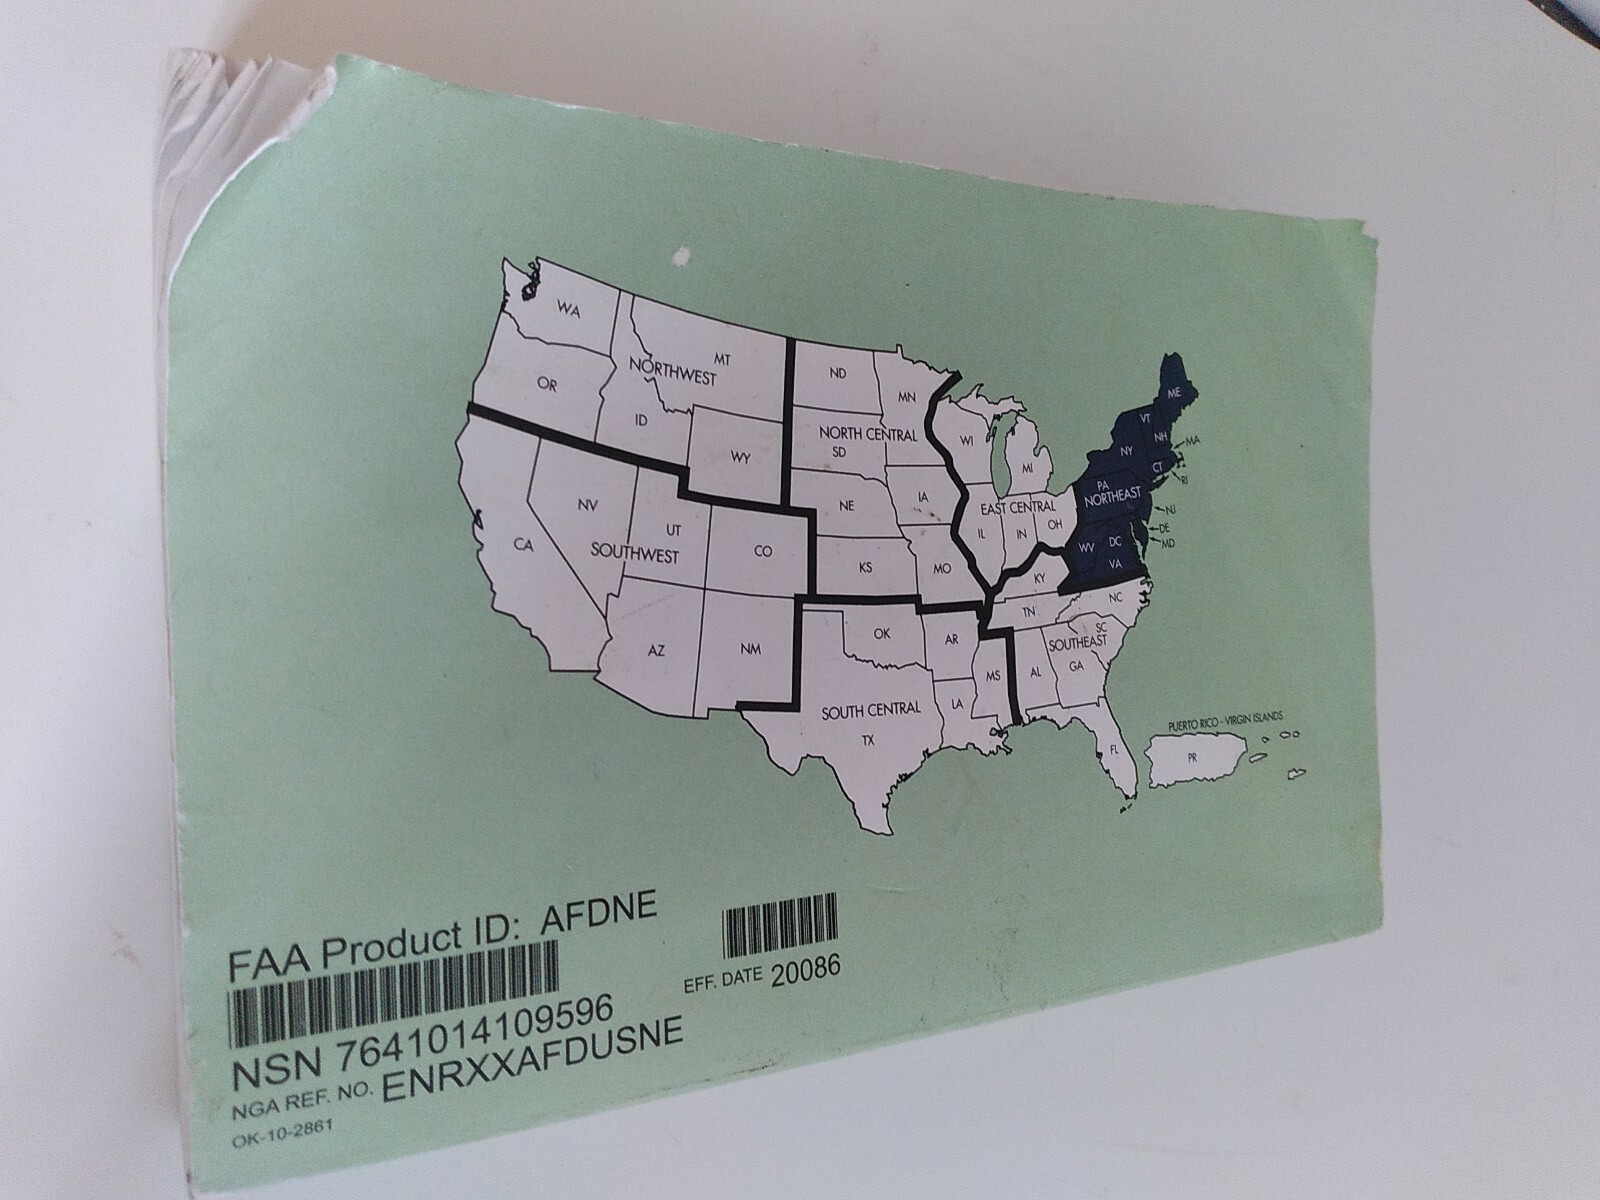 WA
MT
NORTHWEST
OR
ID
WY
ND
MN
NORTH CENTRAL
SD
NE
IA
KS
MO
WI
MI
EAST CENTRAL
IL
IN
OH
ME
VT
NH
MA
NY
CT
RI
PA
NORTHEAST
NJ
DE
MD
WV
DC
VA
NV
UT
CA
SOUTHWEST
CO
AZ
NM
OK
AR
MS
LA
SOUTH CENTRAL
TX
KY
TN
NC
SC
SOUTHEAST
AL
GA
FL
PUERTO RICO - VIRGIN ISLANDS
PR
FAA Product ID: AFDNE
EFF. DATE 20086
NSN 7641014109596
NGA REF. NO. ENRXXAFDUSNE
OK-10-2861